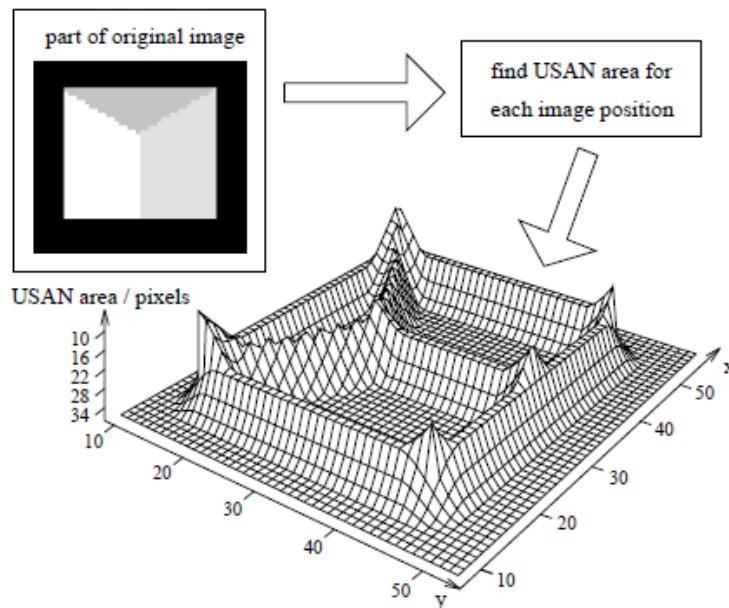 part of original image
find USAN area for
each image position
USAN area / pixels
10
16
22
28
34
10
20
30
40
50
y
10
20
30
40
50
x